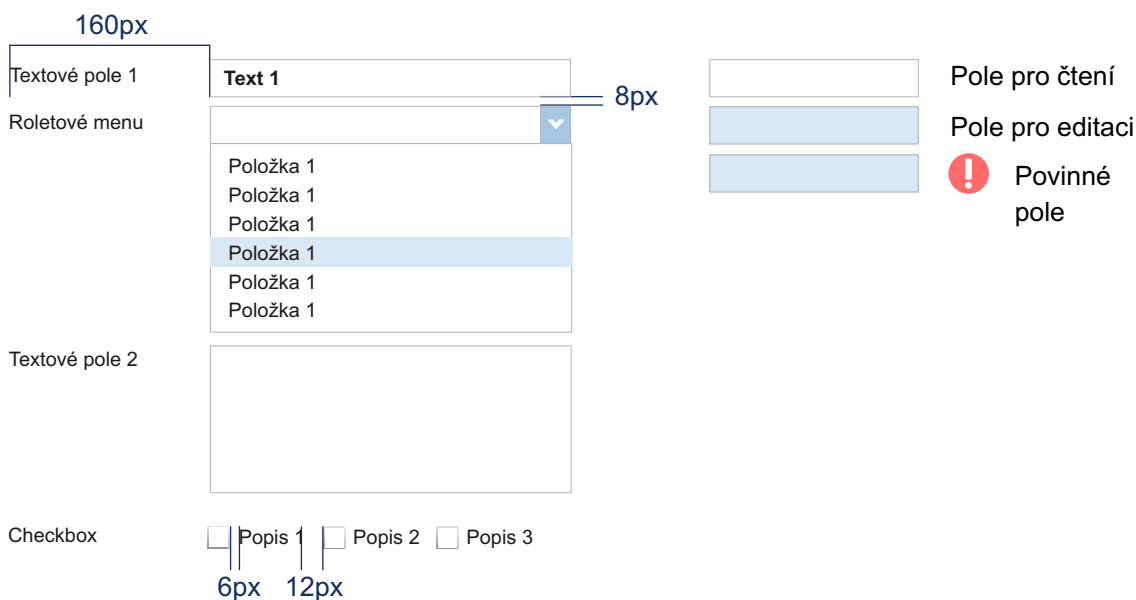 160px
Textové pole 1
Text 1
8px
Pole pro čtení
Roletové menu
Pole pro editaci
Položka 1
Položka 1
Položka 1
Položka 1
Položka 1
Položka 1
Povinné
pole
Textové pole 2
Checkbox
Popis 1
Popis 2
Popis 3
6px
12px